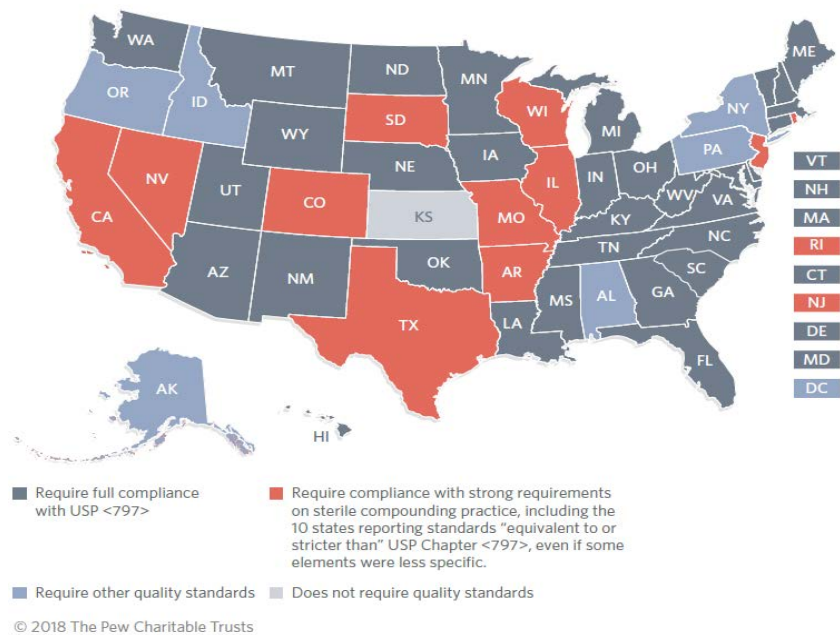 WA
MT
ND
MN
ME
OR
ID
SD
WI
MI
NY
WY
IA
PA
NE
NV
UT
CO
IL
IN
OH
WV
VA
CA
KS
MO
KY
NC
TN
AZ
NM
OK
AR
SC
MS
AL
GA
TX
LA
FL
AK
HI
VT
NH
MA
RI
CT
NJ
DE
MD
DC
Require full compliance
with USP <797>
Require compliance with strong requirements
on sterile compounding practice, including the
10 states reporting standards “equivalent to or
stricter than” USP Chapter <797>, even if some
elements were less specific.
Require other quality standards
Does not require quality standards
© 2018 The Pew Charitable Trusts